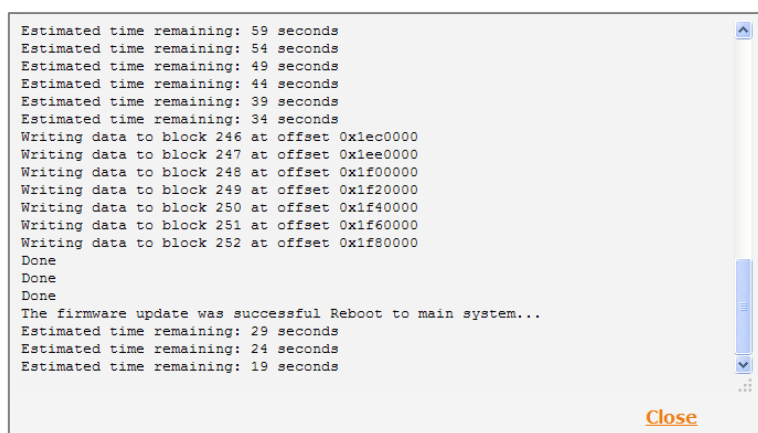 Estimated time remaining: 59 seconds
Estimated time remaining: 54 seconds
Estimated time remaining: 49 seconds
Estimated time remaining: 44 seconds
Estimated time remaining: 39 seconds
Estimated time remaining: 34 seconds
Writing data to block 246 at offset 0x1ec0000
Writing data to block 247 at offset 0x1ee0000
Writing data to block 248 at offset 0x1f00000
Writing data to block 249 at offset 0x1f20000
Writing data to block 250 at offset 0x1f40000
Writing data to block 251 at offset 0x1f60000
Writing data to block 252 at offset 0x1f80000
Done
Done
Done
The firmware update was successful Reboot to main system...
Estimated time remaining: 29 seconds
Estimated time remaining: 24 seconds
Estimated time remaining: 19 seconds
Close